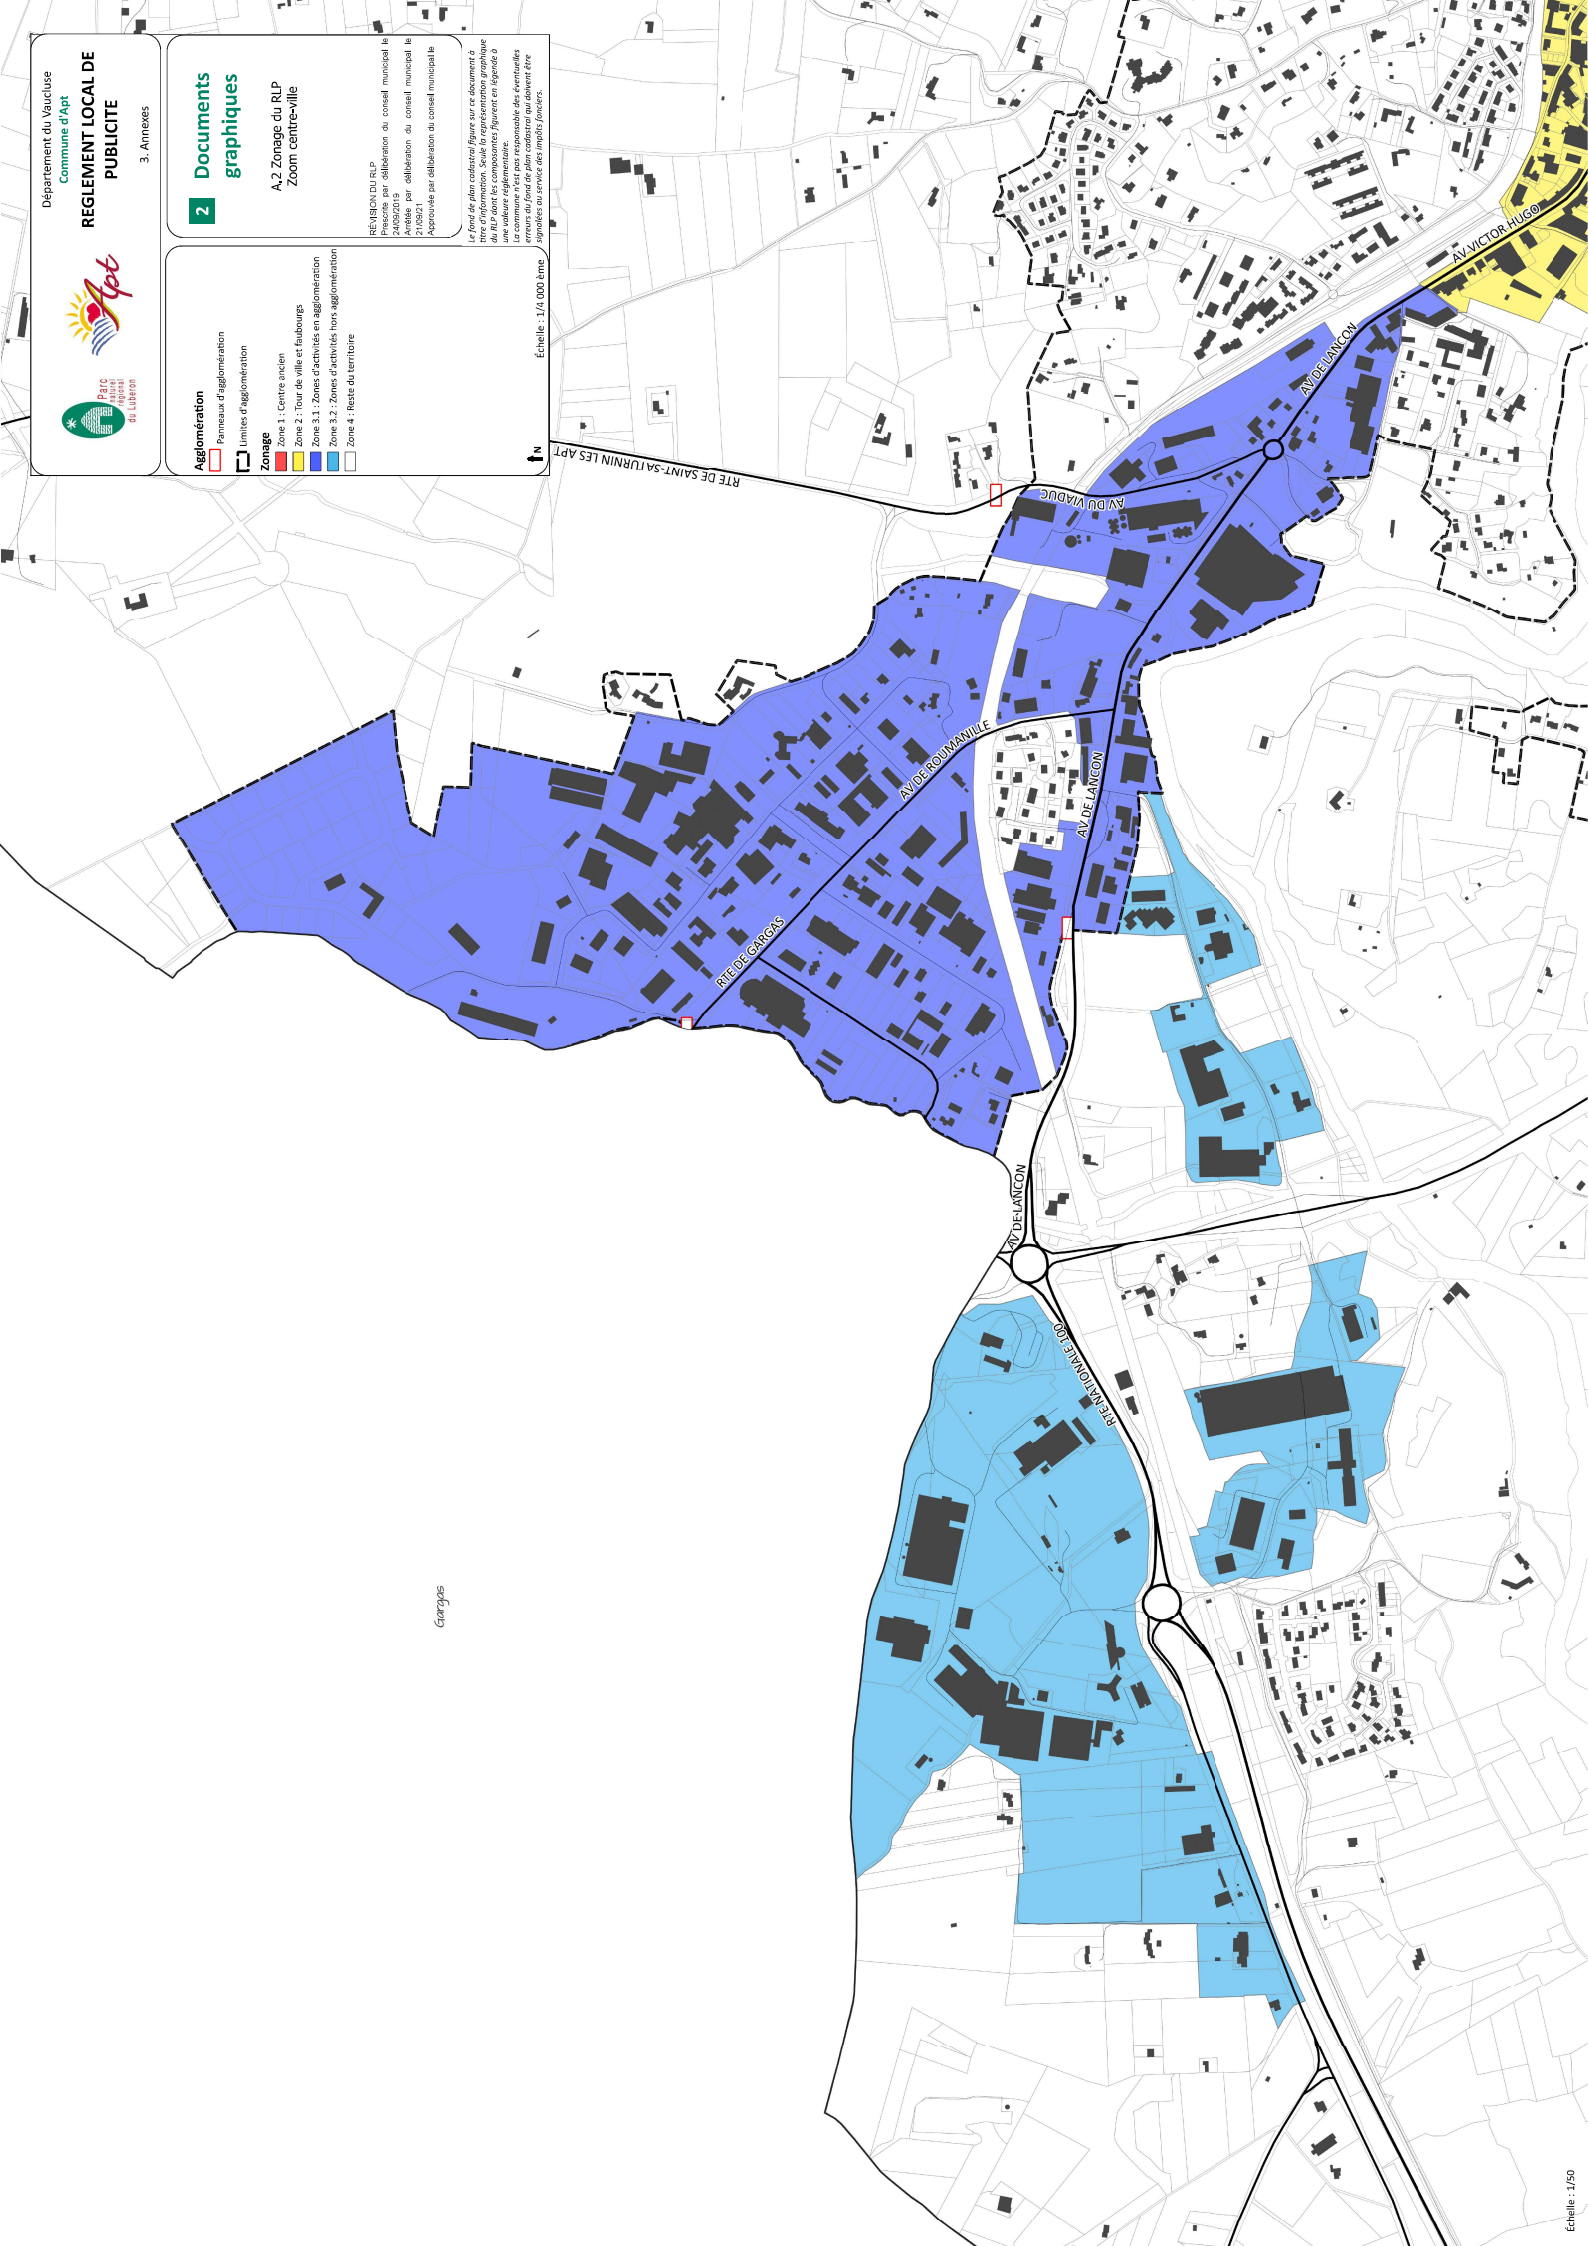 Département du Vaucluse
Commune d'Apt
REGLEMENT LOCAL DE
PUBLICITE
3. Annexes
Parc
naturel
régional
du Luberon
Apt
2
Documents
graphiques
A.2 Zonage du RLP
Zoom centre-ville
RÉVISION DU RLP
Prescrite par délibération du conseil municipal le
24/09/2019
Arrêtée par délibération du conseil municipal le
21/09/21
Approuvée par délibération du conseil municipal le
Le fond de plan cadastral figure sur ce document à
titre d'information. Seule la représentation graphique
du RLP dont les composantes figurent en légende à
une valeure réglementaire.
La commune n'est pas responsable des éventuelles
erreurs du fond de plan cadastral qui doivent être
signalées au service des impôts fonciers.
Agglomération
Panneaux d'agglomération
Limites d'agglomération
Zonage
Zone 1 : Centre ancien
Zone 2 : Tour de ville et faubourgs
Zone 3.1 : Zones d'activités en agglomération
Zone 3.2 : Zones d'activités hors agglomération
Zone 4 : Reste du territoire
N
Échelle : 1/4 000 ème
RTE DE SAINT-SATURNIN LES APT
AV DU VIADUC
AV VICTOR HUGO
AV DE LANCON
AV DE ROUMANILLE
AV DE LANCON
RTE DE GARGAS
AV DE LANCON
RTE NATIONALE 100
Gargas
Échelle : 1/50